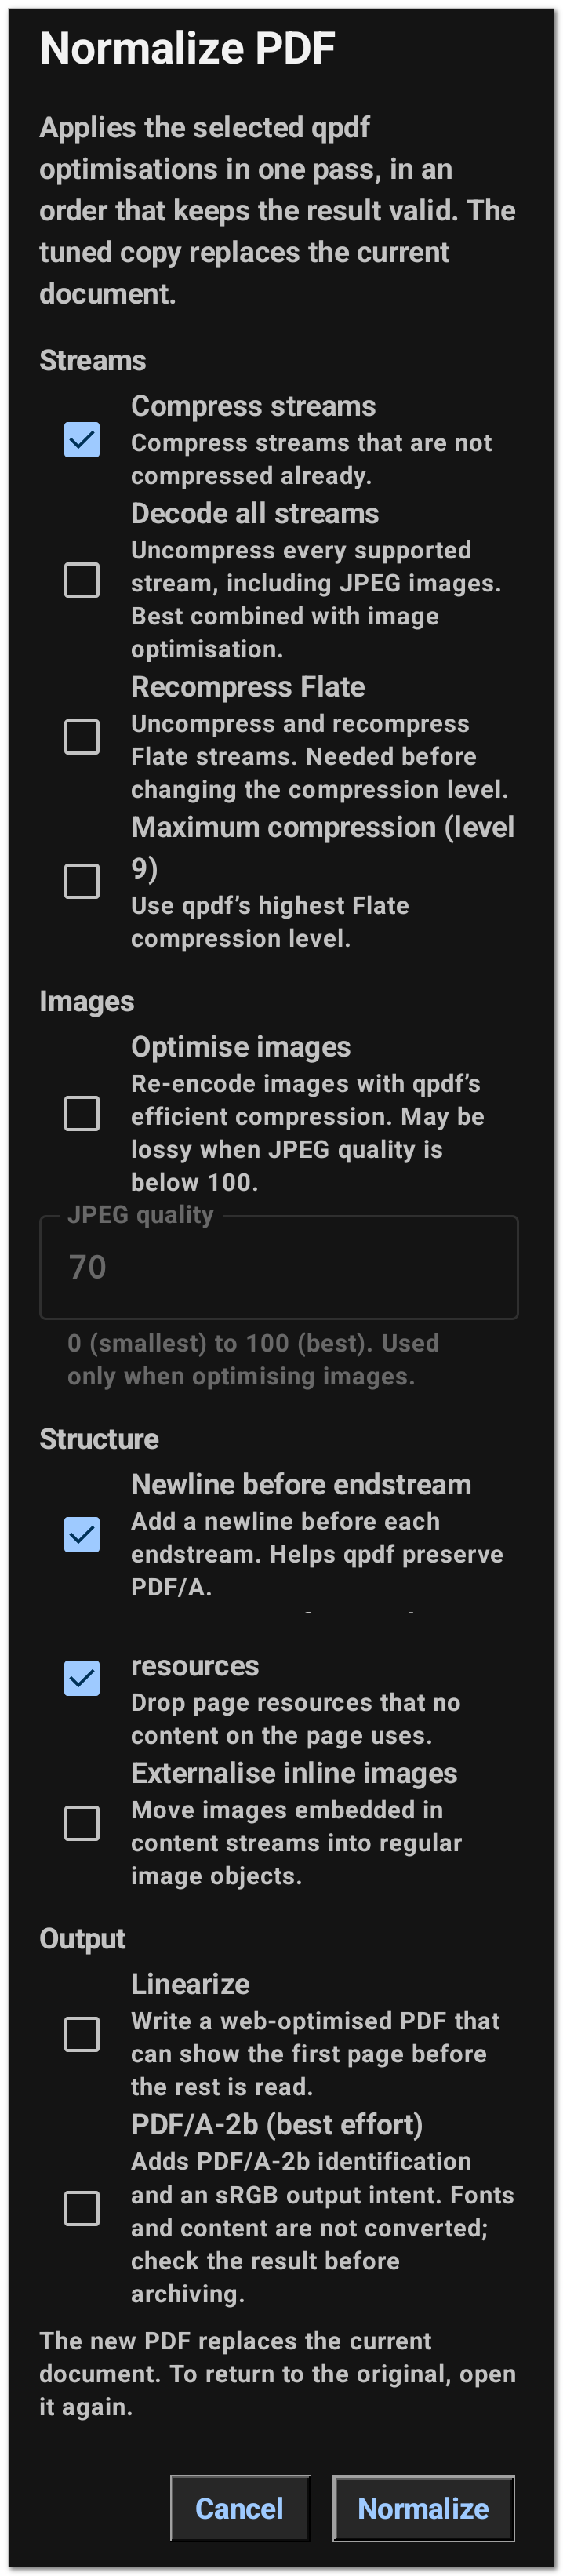 Normalize PDF
Applies the selected qpdf
optimisations in one pass, in an
order that keeps the result valid. The
tuned copy replaces the current
document.
Streams
Compress streams
Compress streams that are not
compressed already.
Decode all streams
Uncompress every supported
stream, including JPEG images.
Best combined with image
optimisation.
Recompress Flate
Uncompress and recompress
Flate streams. Needed before
changing the compression level.
Maximum compression (level
9)
Use qpdf’s highest Flate
compression level.
Images
Optimise images
Re-encode images with qpdf’s
efficient compression. May be
lossy when JPEG quality is
below 100.
JPEG quality
70
0 (smallest) to 100 (best). Used
only when optimising images.
Structure
Newline before endstream
Add a newline before each
endstream. Helps qpdf preserve
PDF/A.
resources
Drop page resources that no
content on the page uses.
Externalise inline images
Move images embedded in
content streams into regular
image objects.
Output
Linearize
Write a web-optimised PDF that
can show the first page before
the rest is read.
PDF/A-2b (best effort)
Adds PDF/A-2b identification
and an sRGB output intent. Fonts
and content are not converted;
check the result before
archiving.
The new PDF replaces the current
document. To return to the original, open
it again.
Cancel
Normalize